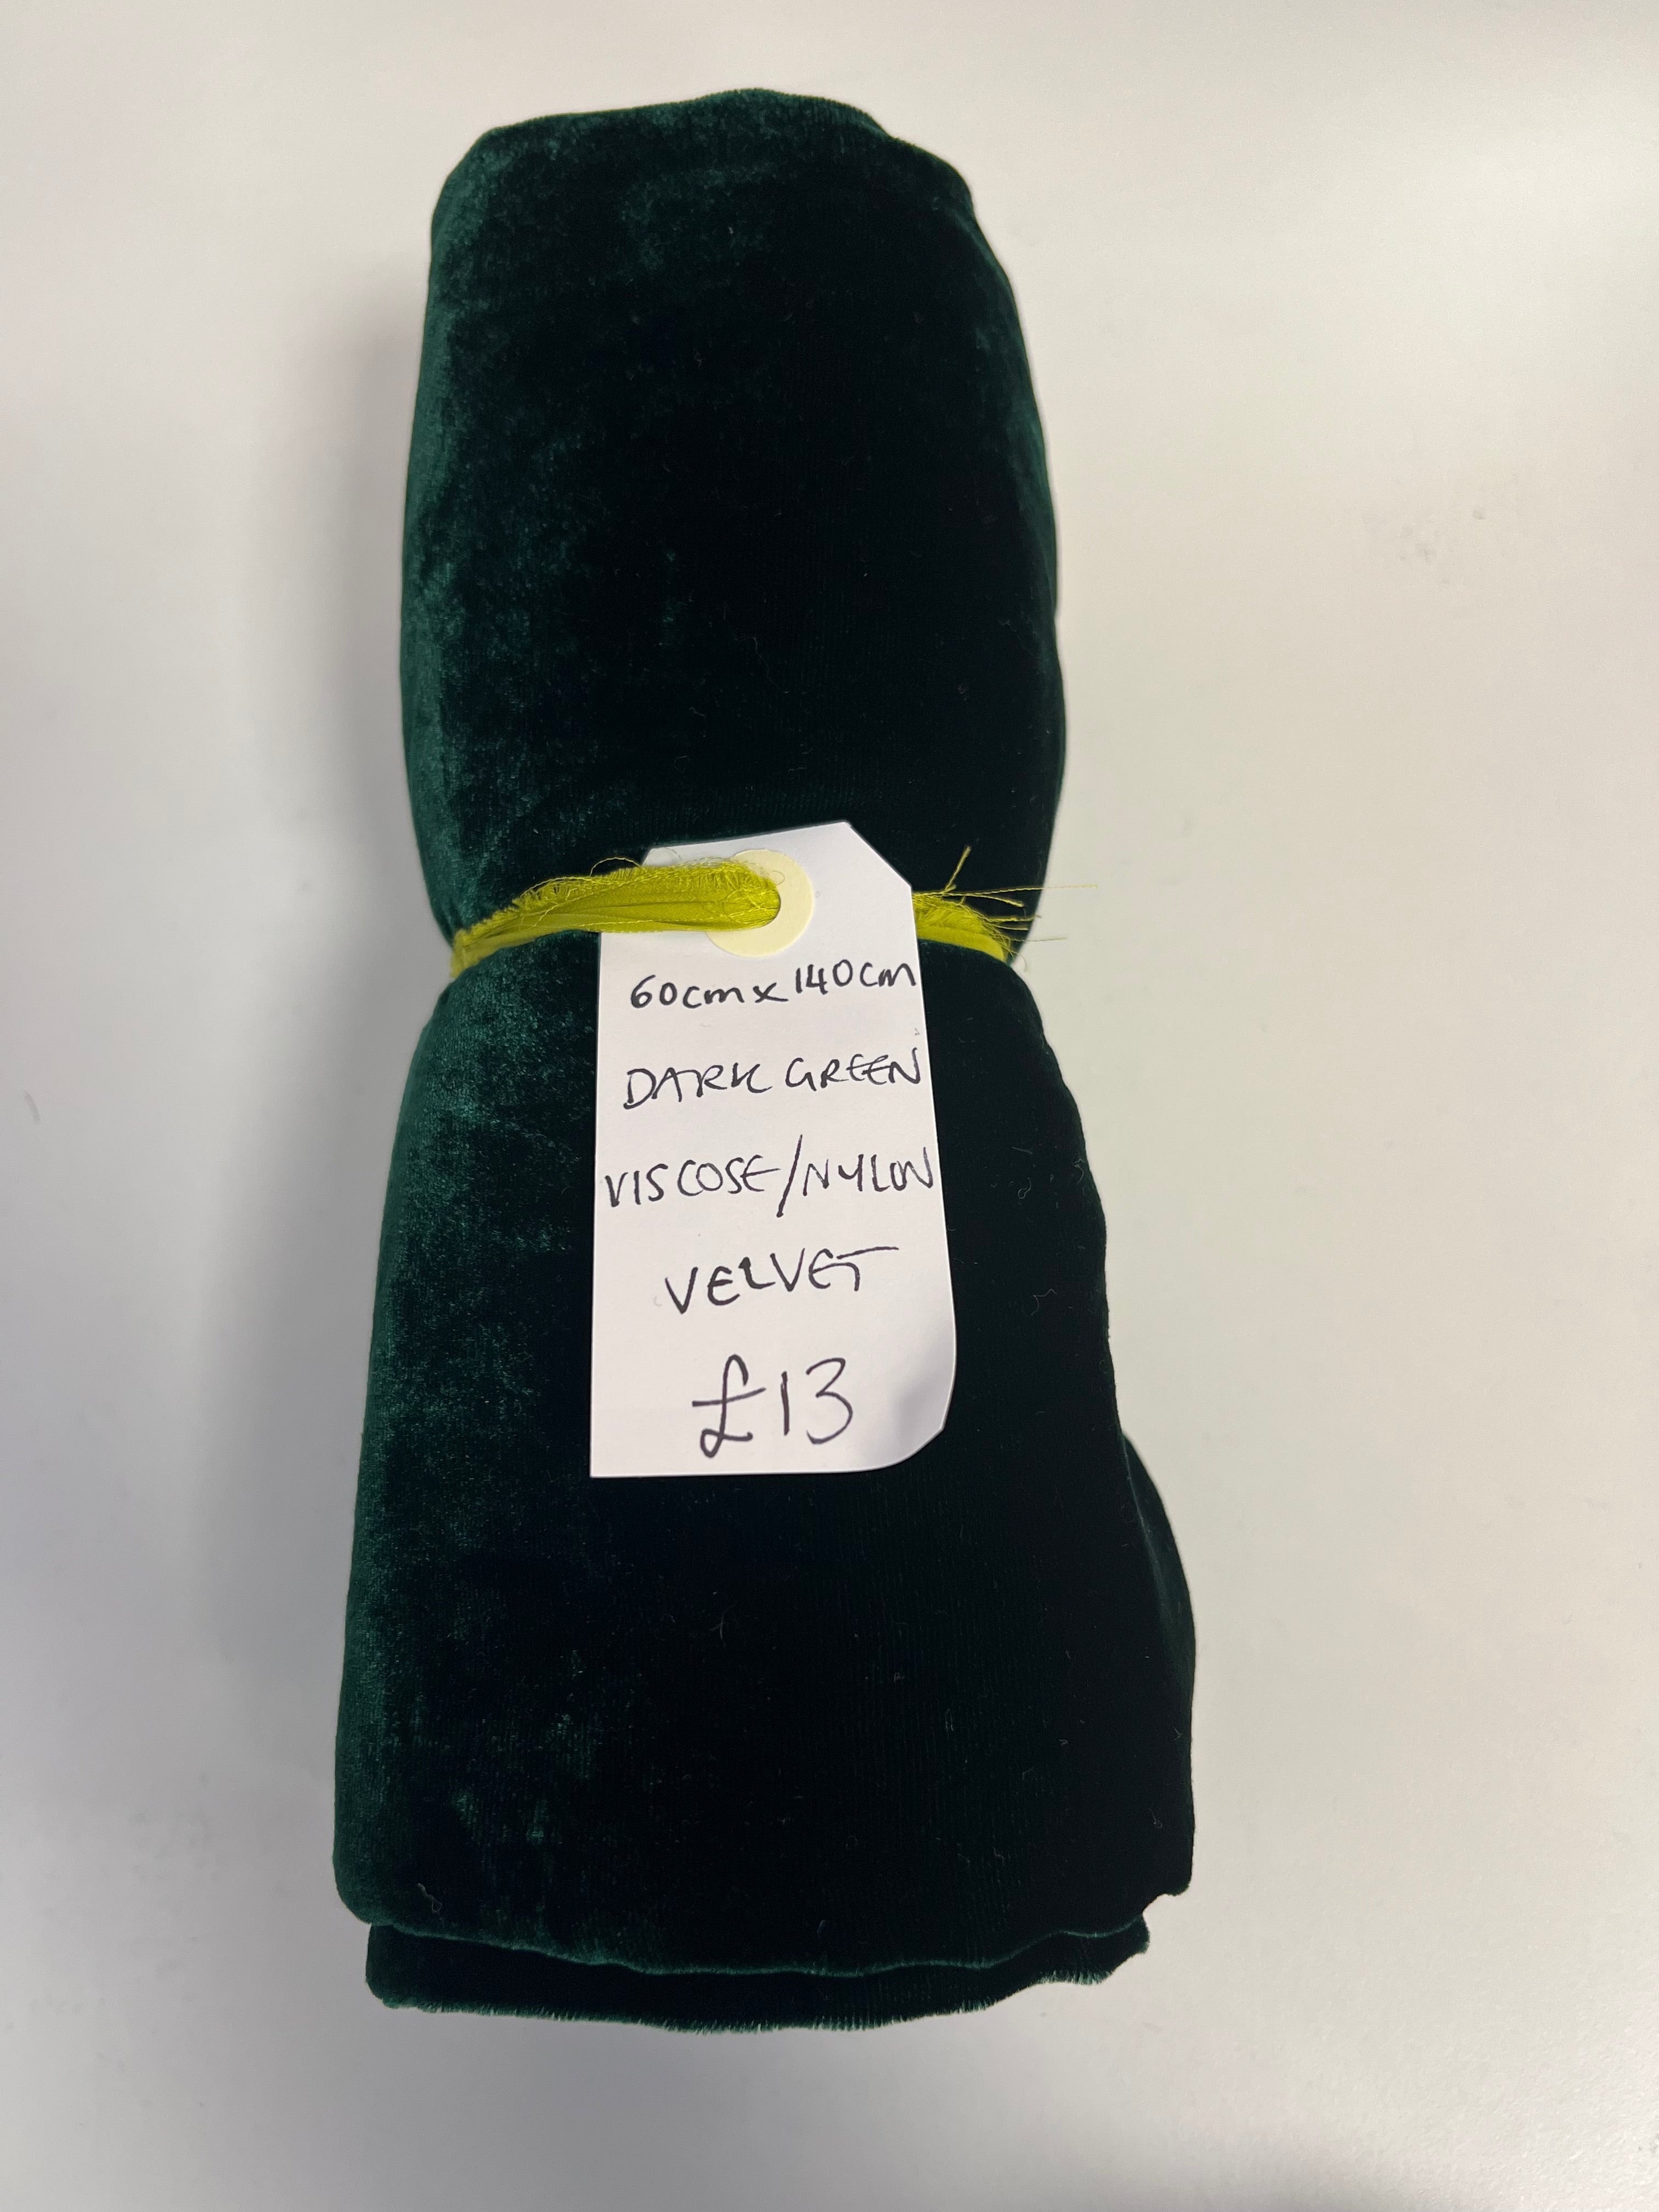 60cm x 140cm
DARK GREEN
VISCOSE/NYLON
VELVET
£13